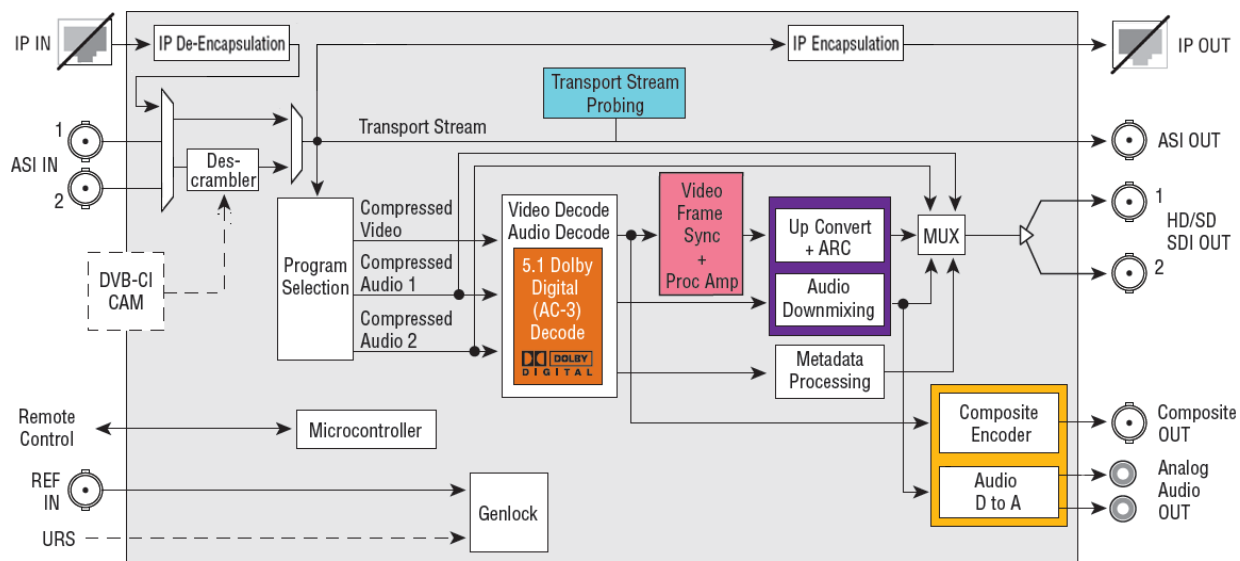 IP IN
IP De-Encapsulation
IP Encapsulation
IP OUT
Transport Stream
Probing
1
ASI IN
2
Transport Stream
ASI OUT
Des-
crambler
DVB-CI
CAM
Program
Selection
Compressed
Video
Compressed
Audio 1
Compressed
Audio 2
Video Decode
Audio Decode
5.1 Dolby
Digital
(AC-3)
Decode
DOLBY
DIGITAL
Video
Frame
Sync
+
Proc Amp
Up Convert
+ ARC
Audio
Downmixing
MUX
1
HD/SD
SDI OUT
2
Metadata
Processing
Remote
Control
Microcontroller
Composite
Encoder
Composite
OUT
REF
IN
Genlock
Audio
D to A
Analog
Audio
OUT
URS